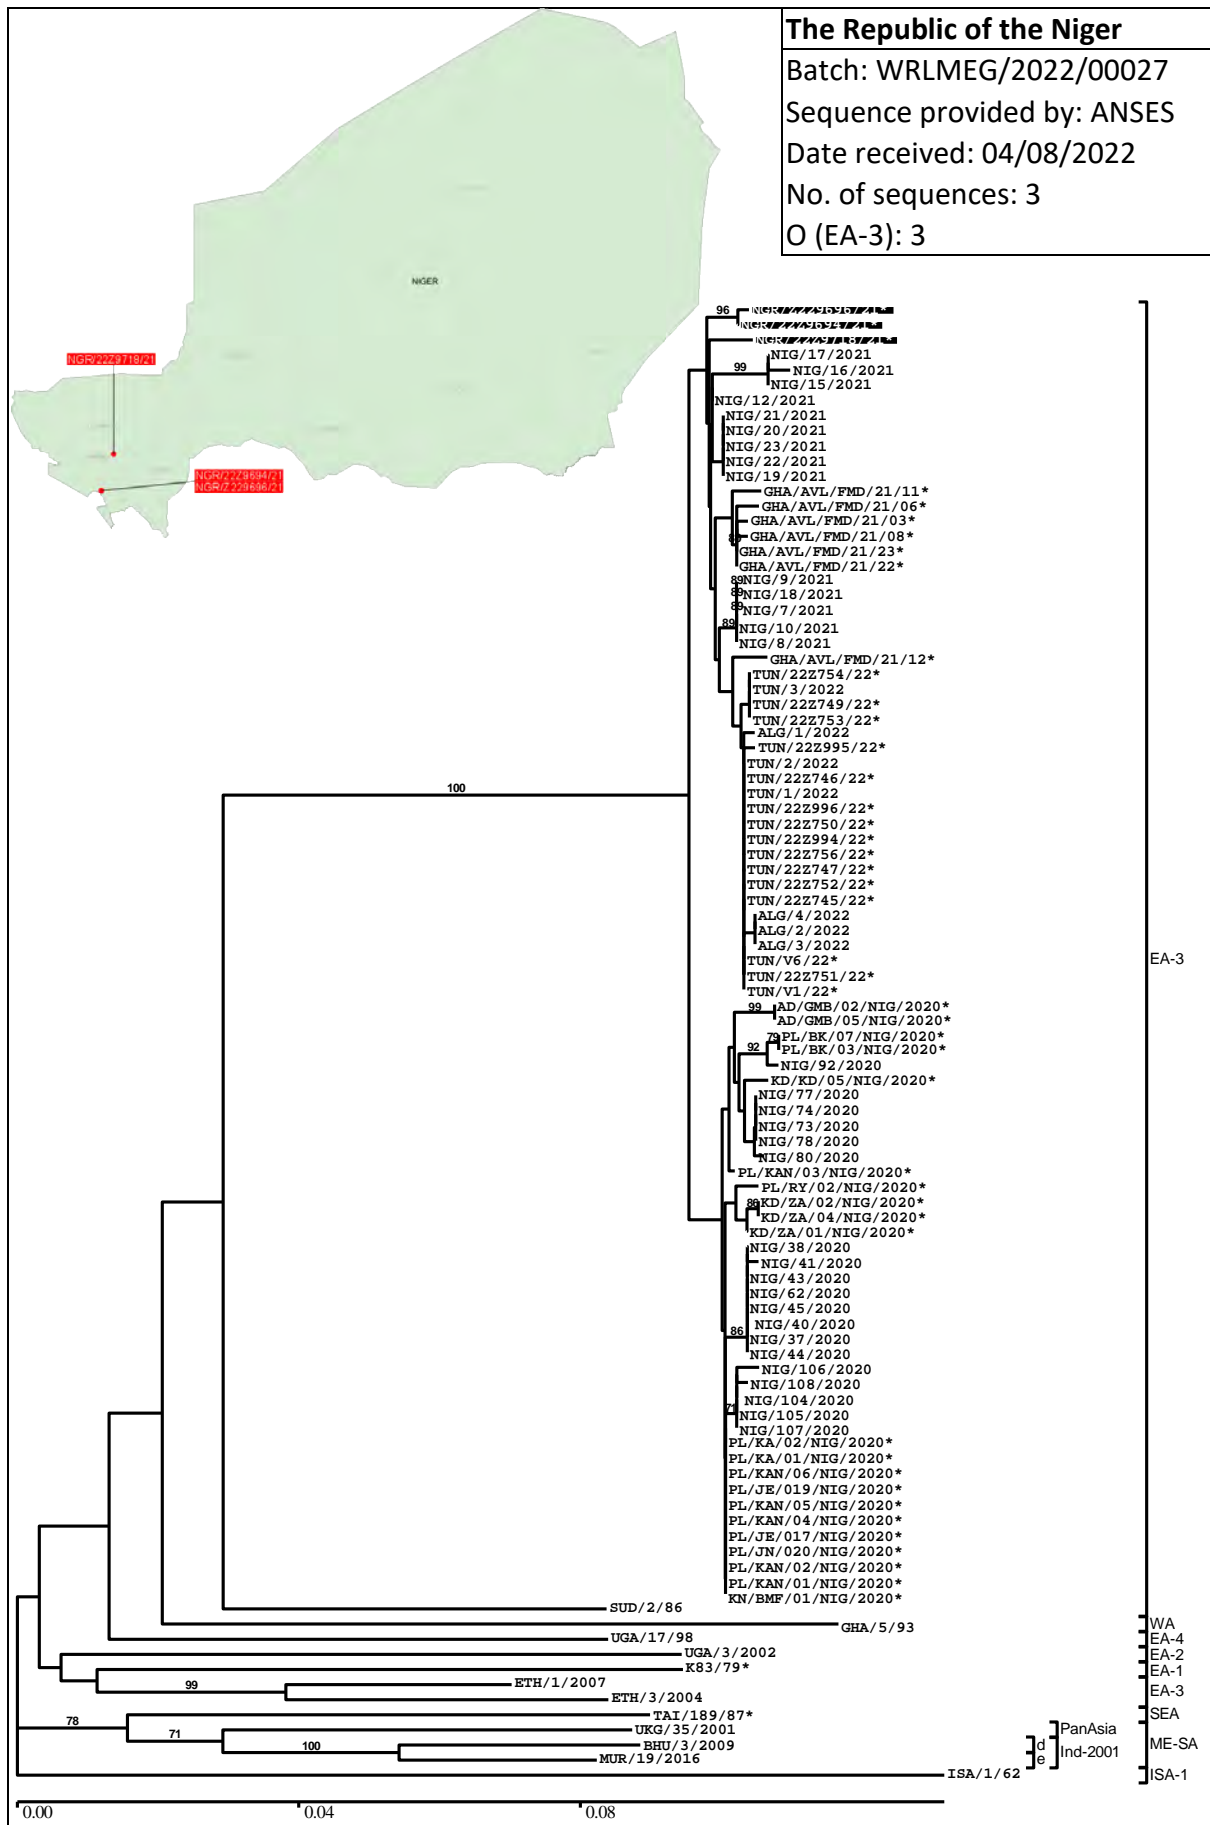 The Republic of the Niger
Batch: WRLMEG/2022/00027
Sequence provided by: ANSES
Date received: 04/08/2022
No. of sequences: 3
O (EA-3): 3
NIGER
NGR/22Z9718/21
NGR/22Z9694/21
NGR/Z229696/21
96
NGR/22Z9696/21*
NGR/22Z9694/21*
NGR/22Z9718/21*
NIG/17/2021
99
NIG/16/2021
NIG/15/2021
NIG/12/2021
NIG/21/2021
NIG/20/2021
NIG/23/2021
NIG/22/2021
NIG/19/2021
GHA/AVL/FMD/21/11*
GHA/AVL/FMD/21/06*
GHA/AVL/FMD/21/03*
GHA/AVL/FMD/21/08*
GHA/AVL/FMD/21/23*
GHA/AVL/FMD/21/22*
89
NIG/9/2021
89
NIG/18/2021
89
NIG/7/2021
89
NIG/10/2021
NIG/8/2021
GHA/AVL/FMD/21/12*
TUN/22Z754/22*
TUN/3/2022
TUN/22Z749/22*
TUN/22Z753/22*
ALG/1/2022
TUN/22Z995/22*
TUN/2/2022
TUN/22Z746/22*
100
TUN/1/2022
TUN/22Z996/22*
TUN/22Z750/22*
TUN/22Z994/22*
TUN/22Z756/22*
TUN/22Z747/22*
TUN/22Z752/22*
TUN/22Z745/22*
ALG/4/2022
ALG/2/2022
ALG/3/2022
TUN/V6/22*
EA-3
TUN/22Z751/22*
TUN/V1/22*
99
AD/GMB/02/NIG/2020*
AD/GMB/05/NIG/2020*
79
PL/BK/07/NIG/2020*
92
PL/BK/03/NIG/2020*
NIG/92/2020
KD/KD/05/NIG/2020*
NIG/77/2020
NIG/74/2020
NIG/73/2020
NIG/78/2020
NIG/80/2020
PL/KAN/03/NIG/2020*
PL/RY/02/NIG/2020*
KD/ZA/02/NIG/2020*
KD/ZA/04/NIG/2020*
KD/ZA/01/NIG/2020*
NIG/38/2020
NIG/41/2020
NIG/43/2020
NIG/62/2020
NIG/45/2020
NIG/40/2020
86
NIG/37/2020
NIG/44/2020
NIG/106/2020
NIG/108/2020
NIG/104/2020
71
NIG/105/2020
NIG/107/2020
PL/KA/02/NIG/2020*
PL/KA/01/NIG/2020*
PL/KAN/06/NIG/2020*
PL/JE/019/NIG/2020*
PL/KAN/05/NIG/2020*
PL/KAN/04/NIG/2020*
PL/JE/017/NIG/2020*
PL/JN/020/NIG/2020*
PL/KAN/02/NIG/2020*
PL/KAN/01/NIG/2020*
KN/BMF/01/NIG/2020*
SUD/2/86
GHA/5/93
WA
UGA/17/98
EA-4
UGA/3/2002
EA-2
K83/79*
EA-1
99
ETH/1/2007
EA-3
ETH/3/2004
78
TAI/189/87*
SEA
71
UKG/35/2001
PanAsia
100
BHU/3/2009
d
ME-SA
Ind-2001
MUR/19/2016
e
ISA/1/62
ISA-1
0.00
0.04
0.08